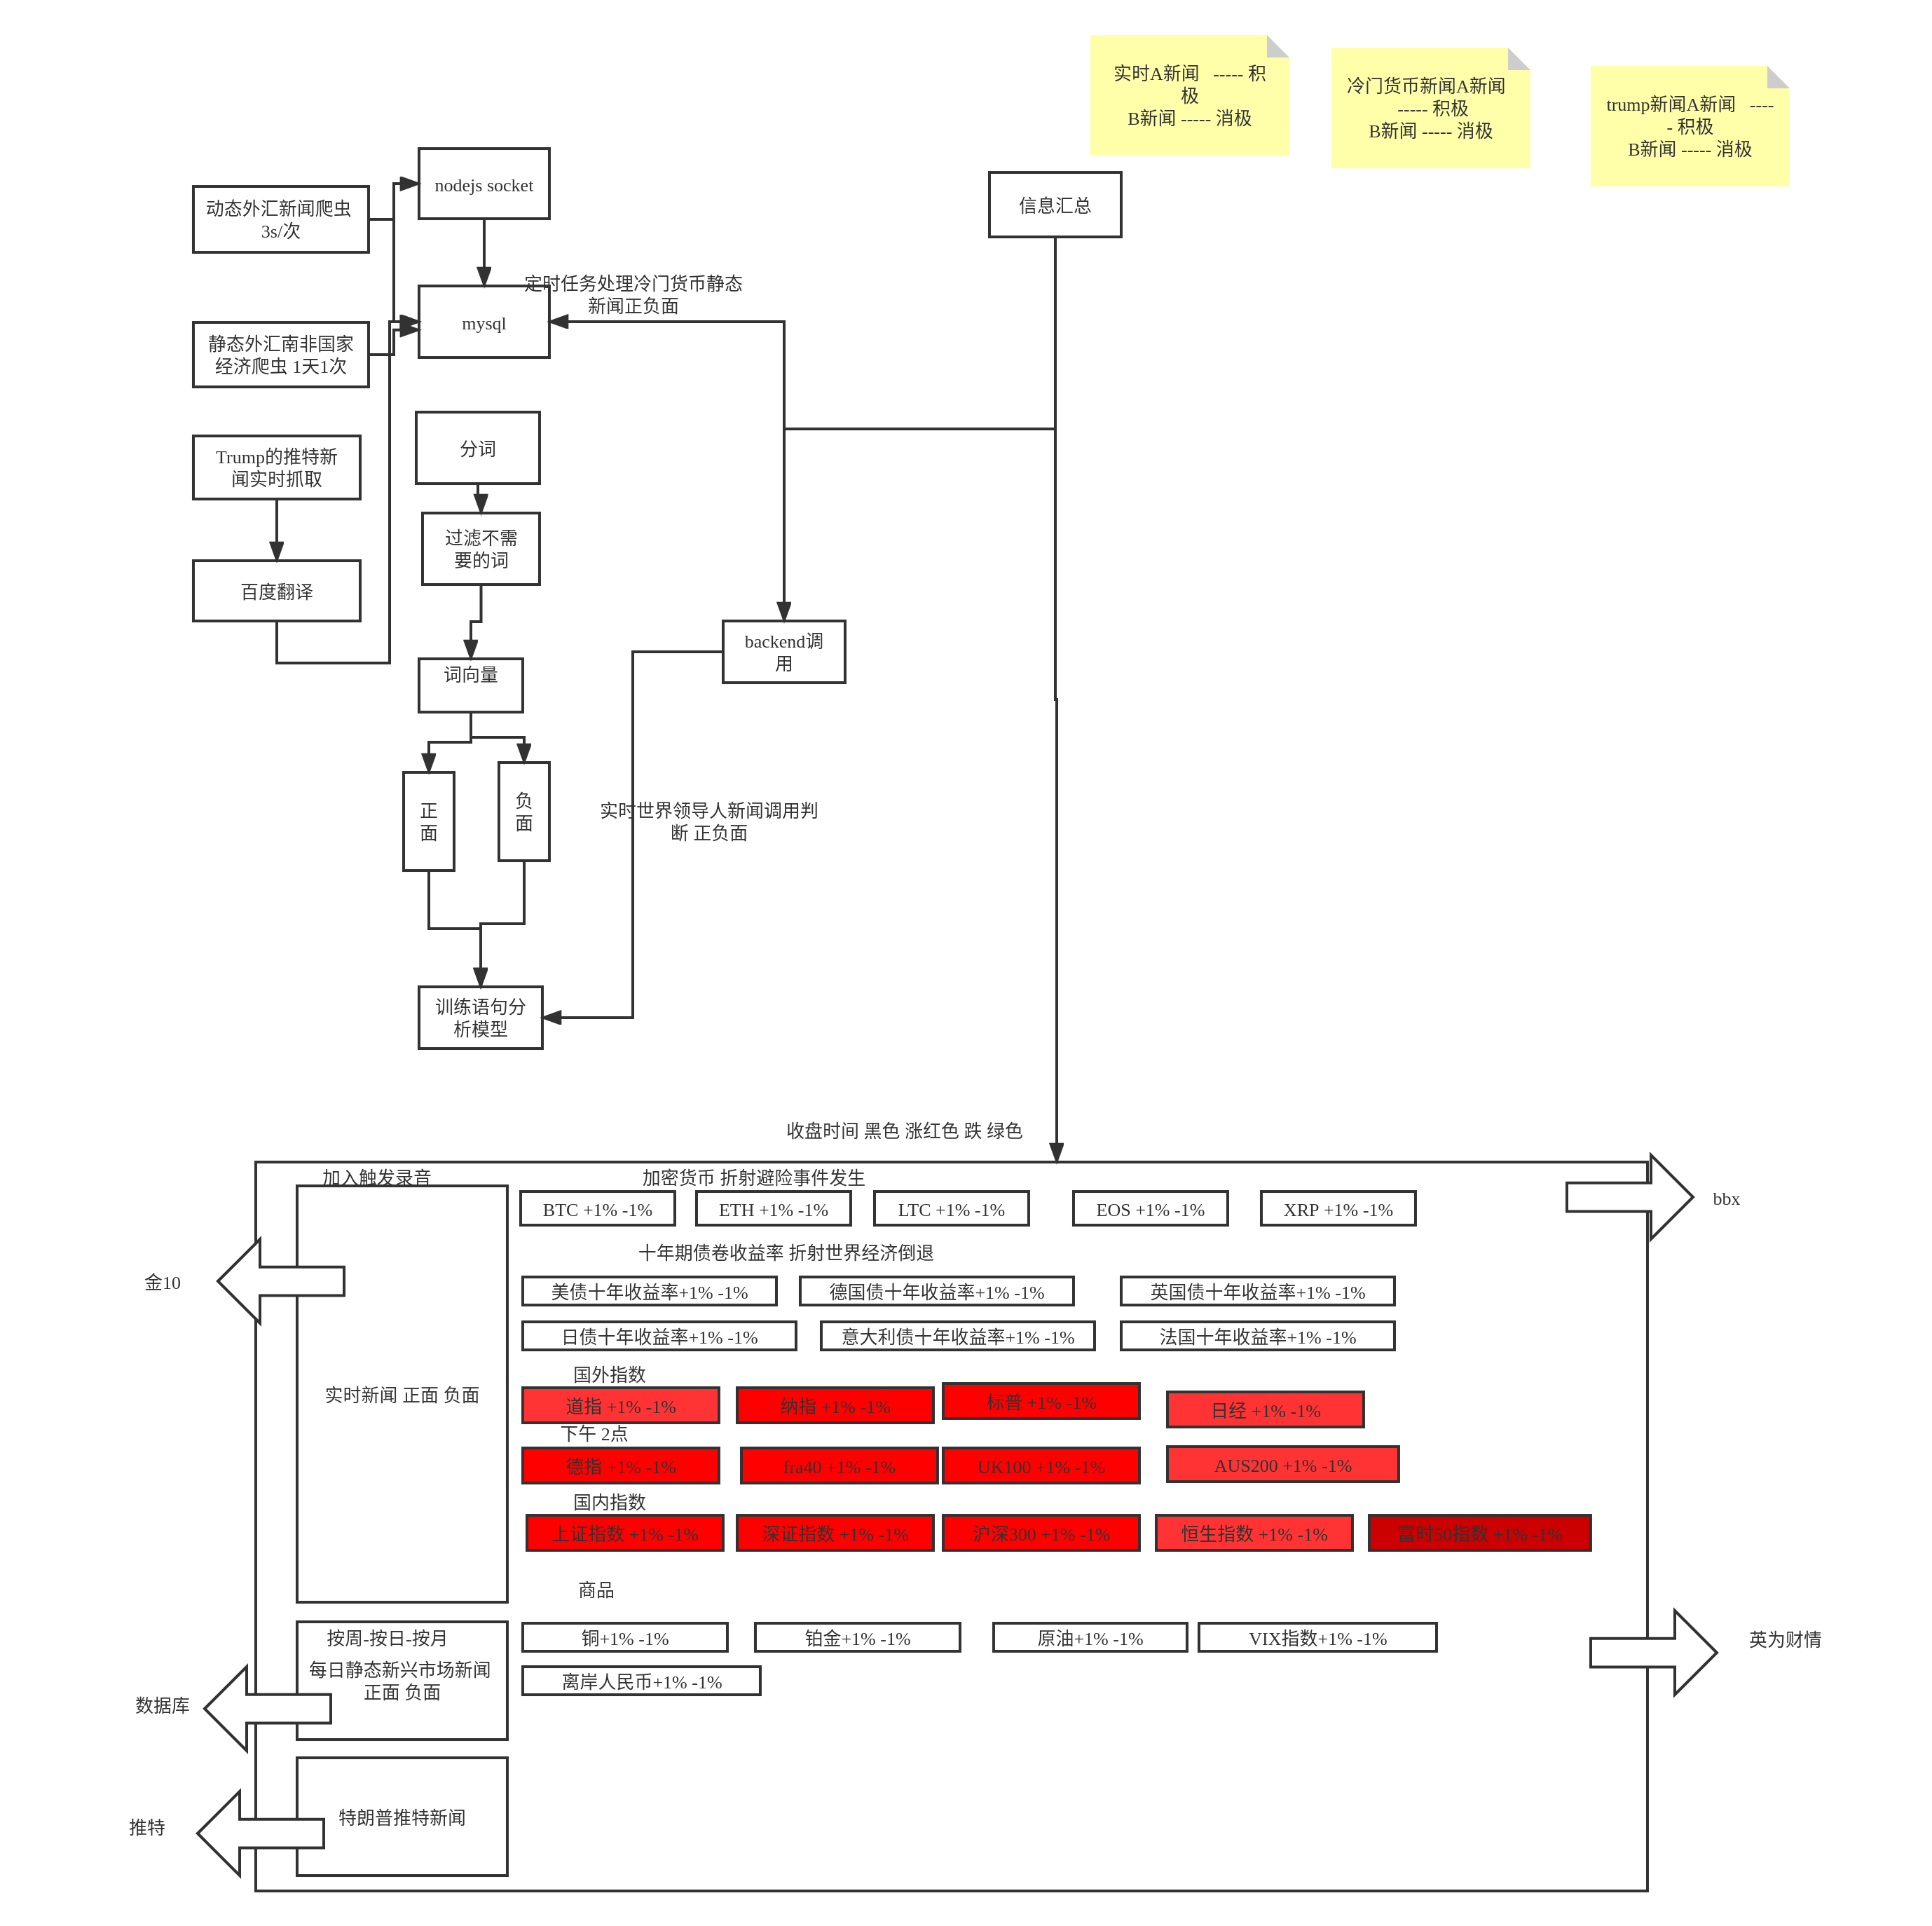 实时A新闻   ----- 积
极
B新闻 ----- 消极
冷门货币新闻A新闻
----- 积极
B新闻 ----- 消极
trump新闻A新闻   ----
- 积极
B新闻 ----- 消极
nodejs socket
动态外汇新闻爬虫
3s/次
信息汇总
定时任务处理冷门货币静态
新闻正负面
mysql
静态外汇南非国家
经济爬虫 1天1次
分词
Trump的推特新
闻实时抓取
过滤不需
要的词
百度翻译
backend调
用
词向量
正
面
负
面
实时世界领导人新闻调用判
断 正负面
训练语句分
析模型
收盘时间 黑色 涨红色 跌 绿色
加入触发录音
加密货币 折射避险事件发生
BTC +1% -1%
ETH +1% -1%
LTC +1% -1%
EOS +1% -1%
XRP +1% -1%
bbx
十年期债卷收益率 折射世界经济倒退
金10
美债十年收益率+1% -1%
德国债十年收益率+1% -1%
英国债十年收益率+1% -1%
日债十年收益率+1% -1%
意大利债十年收益率+1% -1%
法国十年收益率+1% -1%
国外指数
实时新闻 正面 负面
道指 +1% -1%
纳指 +1% -1%
标普 +1% -1%
日经 +1% -1%
下午 2点
德指 +1% -1%
fra40 +1% -1%
UK100 +1% -1%
AUS200 +1% -1%
国内指数
上证指数 +1% -1%
深证指数 +1% -1%
沪深300 +1% -1%
恒生指数 +1% -1%
富时50指数 +1% -1%
商品
按周-按日-按月
每日静态新兴市场新闻
正面 负面
铜+1% -1%
铂金+1% -1%
原油+1% -1%
VIX指数+1% -1%
英为财情
离岸人民币+1% -1%
数据库
特朗普推特新闻
推特